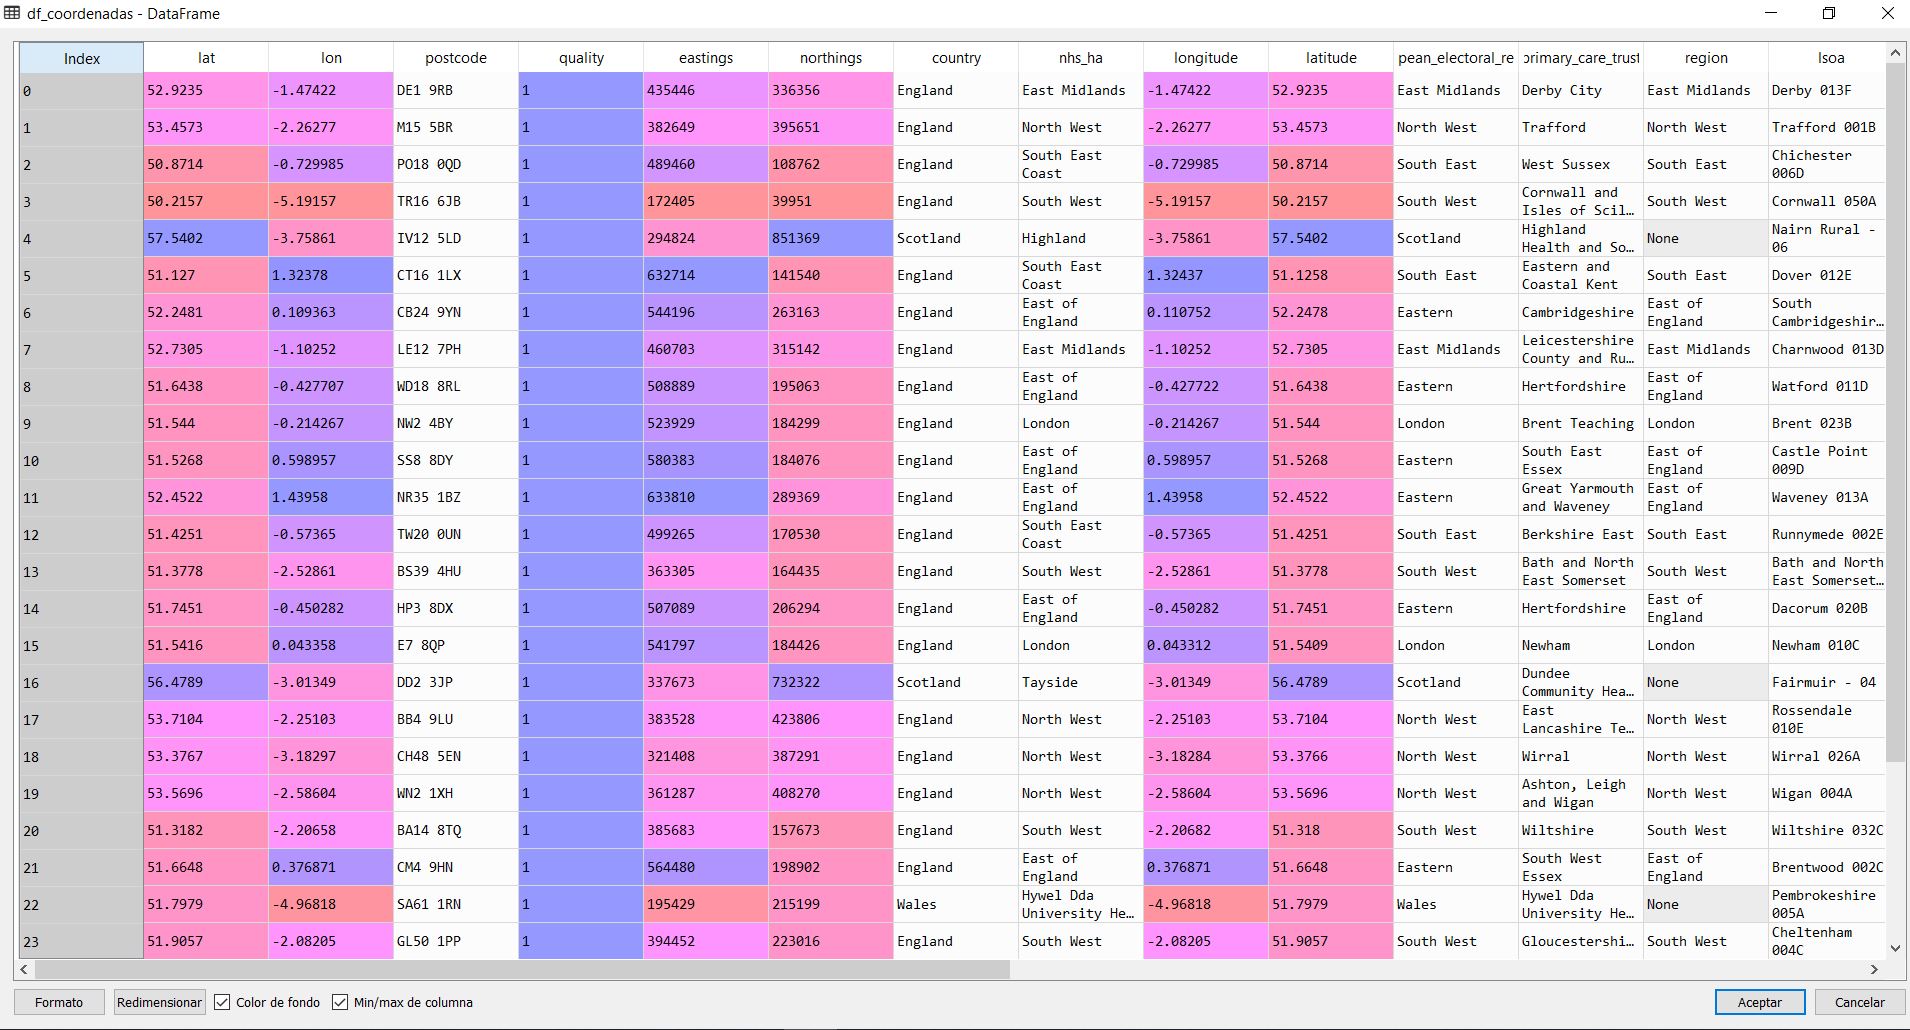 df_coordenadas - DataFrame
Index lat lon postcode quality eastings northings country nhs_ha longitude latitude pean_electoral_re orimary_care_trust region lsoa
0 52.9235 -1.47422 DE1 9RB 1 435446 336356 England East Midlands -1.47422 52.9235 East Midlands Derby City East Midlands Derby 013F
1 53.4573 -2.26277 M15 5BR 1 382649 395651 England North West -2.26277 53.4573 North West Trafford North West Trafford 001B
2 50.8714 -0.729985 PO18 0QD 1 489460 108762 England South East Coast -0.729985 50.8714 South East West Sussex South East Chichester 006D
3 50.2157 -5.19157 TR16 6JB 1 172405 39951 England South West -5.19157 50.2157 South West Cornwall and Isles of Scil… South West Cornwall 050A
4 57.5402 -3.75861 IV12 5LD 1 294824 851369 Scotland Highland -3.75861 57.5402 Scotland Highland Health and So… None Nairn Rural - 06
5 51.127 1.32378 CT16 1LX 1 632714 141540 England South East Coast 1.32437 51.1258 South East Eastern and Coastal Kent South East Dover 012E
6 52.2481 0.109363 CB24 9YN 1 544196 263163 England East of England 0.110752 52.2478 Eastern Cambridgeshire East of England South Cambridgeshir…
7 52.7305 -1.10252 LE12 7PH 1 460703 315142 England East Midlands -1.10252 52.7305 East Midlands Leicestershire County and Ru… East Midlands Charnwood 013D
8 51.6438 -0.427707 WD18 8RL 1 508889 195063 England East of England -0.427722 51.6438 Eastern Hertfordshire East of England Watford 011D
9 51.544 -0.214267 NW2 4BY 1 523929 184299 England London -0.214267 51.544 London Brent Teaching London Brent 023B
10 51.5268 0.598957 SS8 8DY 1 580383 184076 England East of England 0.598957 51.5268 Eastern South East Essex East of England Castle Point 009D
11 52.4522 1.43958 NR35 1BZ 1 633810 289369 England East of England 1.43958 52.4522 Eastern Great Yarmouth and Waveney East of England Waveney 013A
12 51.4251 -0.57365 TW20 0UN 1 499265 170530 England South East Coast -0.57365 51.4251 South East Berkshire East South East Runnymede 002E
13 51.3778 -2.52861 BS39 4HU 1 363305 164435 England South West -2.52861 51.3778 South West Bath and North East Somerset South West Bath and North East Somerset…
14 51.7451 -0.450282 HP3 8DX 1 507089 206294 England East of England -0.450282 51.7451 Eastern Hertfordshire East of England Dacorum 020B
15 51.5416 0.043358 E7 8QP 1 541797 184426 England London 0.043312 51.5409 London Newham London Newham 010C
16 56.4789 -3.01349 DD2 3JP 1 337673 732322 Scotland Tayside -3.01349 56.4789 Scotland Dundee Community Hea… None Fairmuir - 04
17 53.7104 -2.25103 BB4 9LU 1 383528 423806 England North West -2.25103 53.7104 North West East Lancashire Te… North West Rossendale 010E
18 53.3767 -3.18297 CH48 5EN 1 321408 387291 England North West -3.18284 53.3766 North West Wirral North West Wirral 026A
19 53.5696 -2.58604 WN2 1XH 1 361287 408270 England North West -2.58604 53.5696 North West Ashton, Leigh and Wigan North West Wigan 004A
20 51.3182 -2.20658 BA14 8TQ 1 385683 157673 England South West -2.20682 51.318 South West Wiltshire South West Wiltshire 032C
21 51.6648 0.376871 CM4 9HN 1 564480 198902 England East of England 0.376871 51.6648 Eastern South West Essex East of England Brentwood 002C
22 51.7979 -4.96818 SA61 1RN 1 195429 215199 Wales Hywel Dda University He… -4.96818 51.7979 Wales Hywel Dda University He… None Pembrokeshire 005A
23 51.9057 -2.08205 GL50 1PP 1 394452 223016 England South West -2.08205 51.9057 South West Gloucestershi… South West Cheltenham 004C
Formato Redimensionar Color de fondo Min/max de columna Aceptar Cancelar